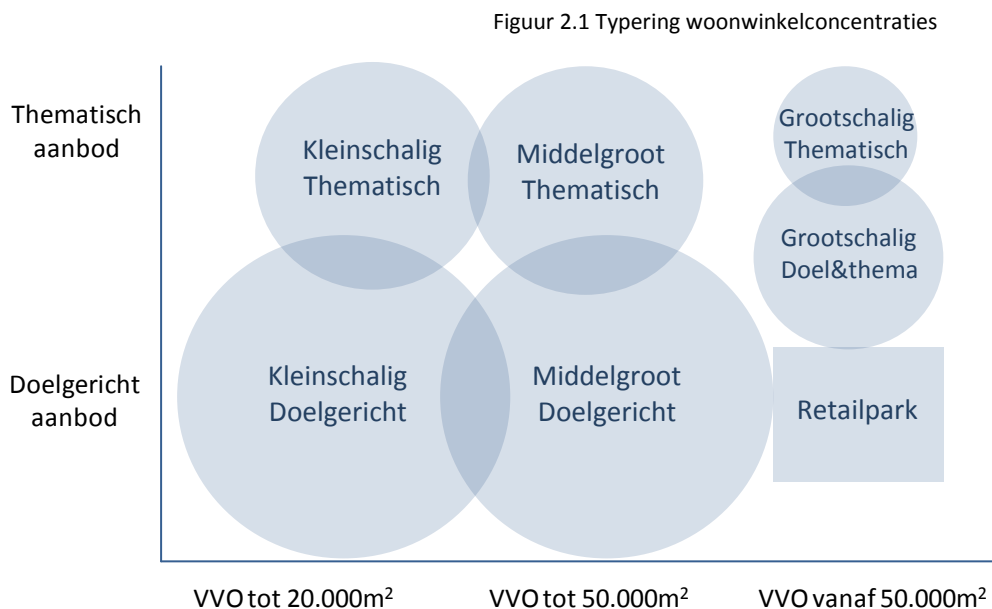 Figuur 2.1 Typering woonwinkelconcentraties
Thematisch
aanbod
Kleinschalig
Thematisch
Middelgroot
Thematisch
Grootschalig
Thematisch
Grootschalig
Doel&thema
Doelgericht
aanbod
Kleinschalig
Doelgericht
Middelgroot
Doelgericht
Retailpark
VVO tot 20.000m²
VVO tot 50.000m²
VVO vanaf 50.000m²